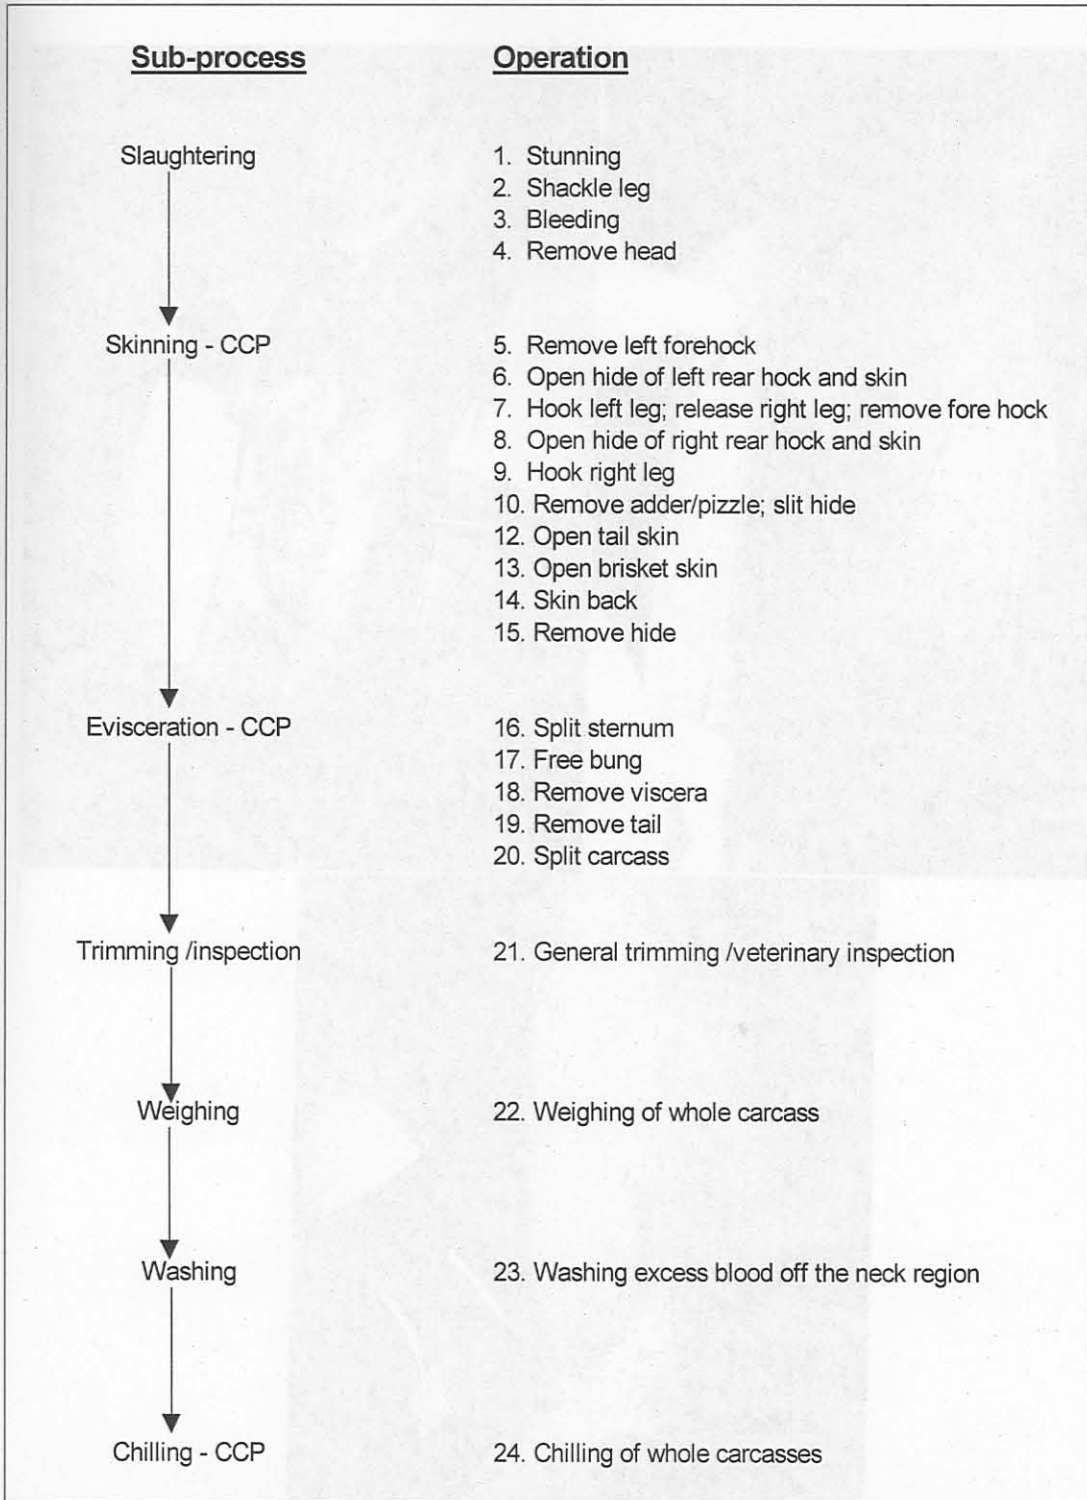 Sub-process Operation
Slaughtering 1. Stunning
2. Shackle leg
3. Bleeding
4. Remove head
Skinning - CCP 5. Remove left forehock
6. Open hide of left rear hock and skin
7. Hook left leg; release right leg; remove fore hock
8. Open hide of right rear hock and skin
9. Hook right leg
10. Remove adder/pizzle; slit hide
12. Open tail skin
13. Open brisket skin
14. Skin back
15. Remove hide
Evisceration - CCP 16. Split sternum
17. Free bung
18. Remove viscera
19. Remove tail
20. Split carcass
Trimming /inspection 21. General trimming /veterinary inspection
Weighing 22. Weighing of whole carcass
Washing 23. Washing excess blood off the neck region
Chilling - CCP 24. Chilling of whole carcasses